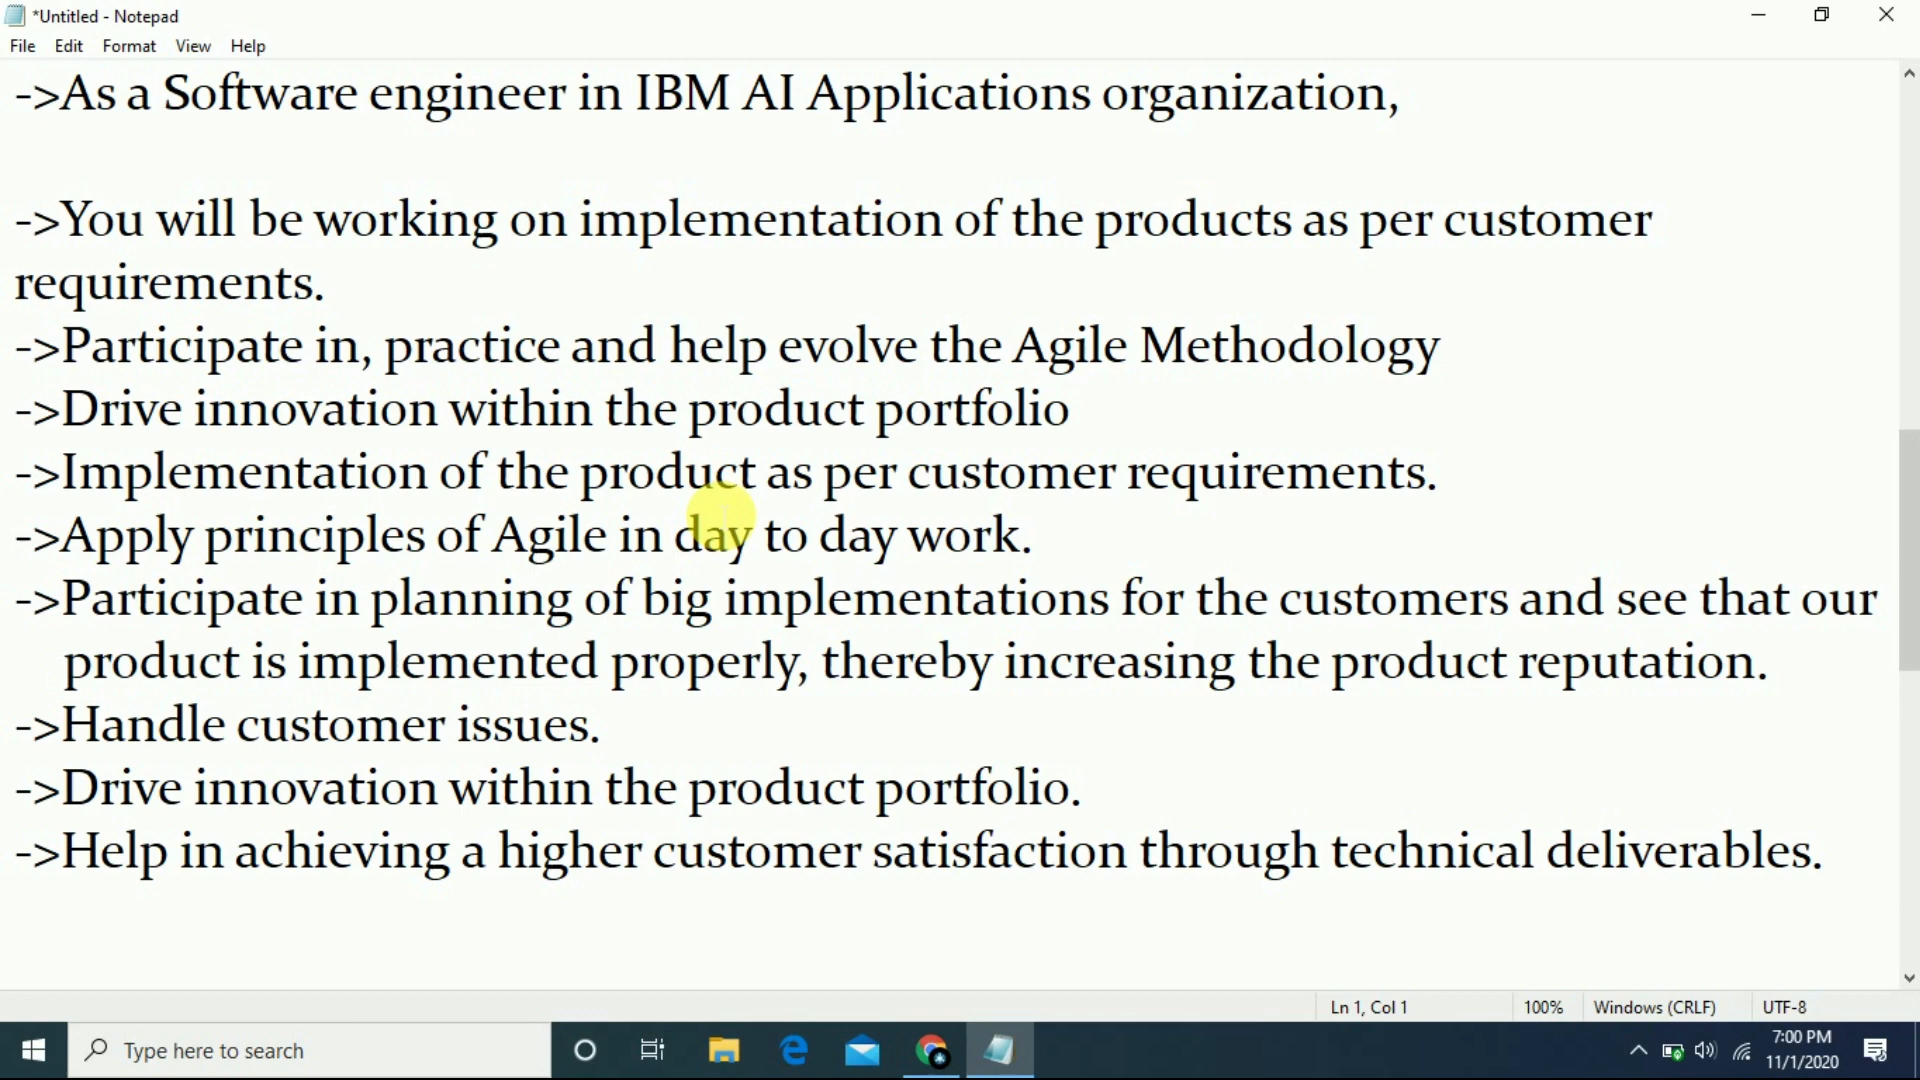 *Untitled - Notepad
File Edit Format View Help
->As a Software engineer in IBM AI Applications organization,
->You will be working on implementation of the products as per customer
requirements.
->Participate in, practice and help evolve the Agile Methodology
->Drive innovation within the product portfolio
->Implementation of the product as per customer requirements.
->Apply principles of Agile in day to day work.
->Participate in planning of big implementations for the customers and see that our
product is implemented properly, thereby increasing the product reputation.
->Handle customer issues.
->Drive innovation within the product portfolio.
->Help in achieving a higher customer satisfaction through technical deliverables.
Ln 1, Col 1 100% Windows (CRLF) UTF-8
Type here to search
7:00 PM
11/1/2020